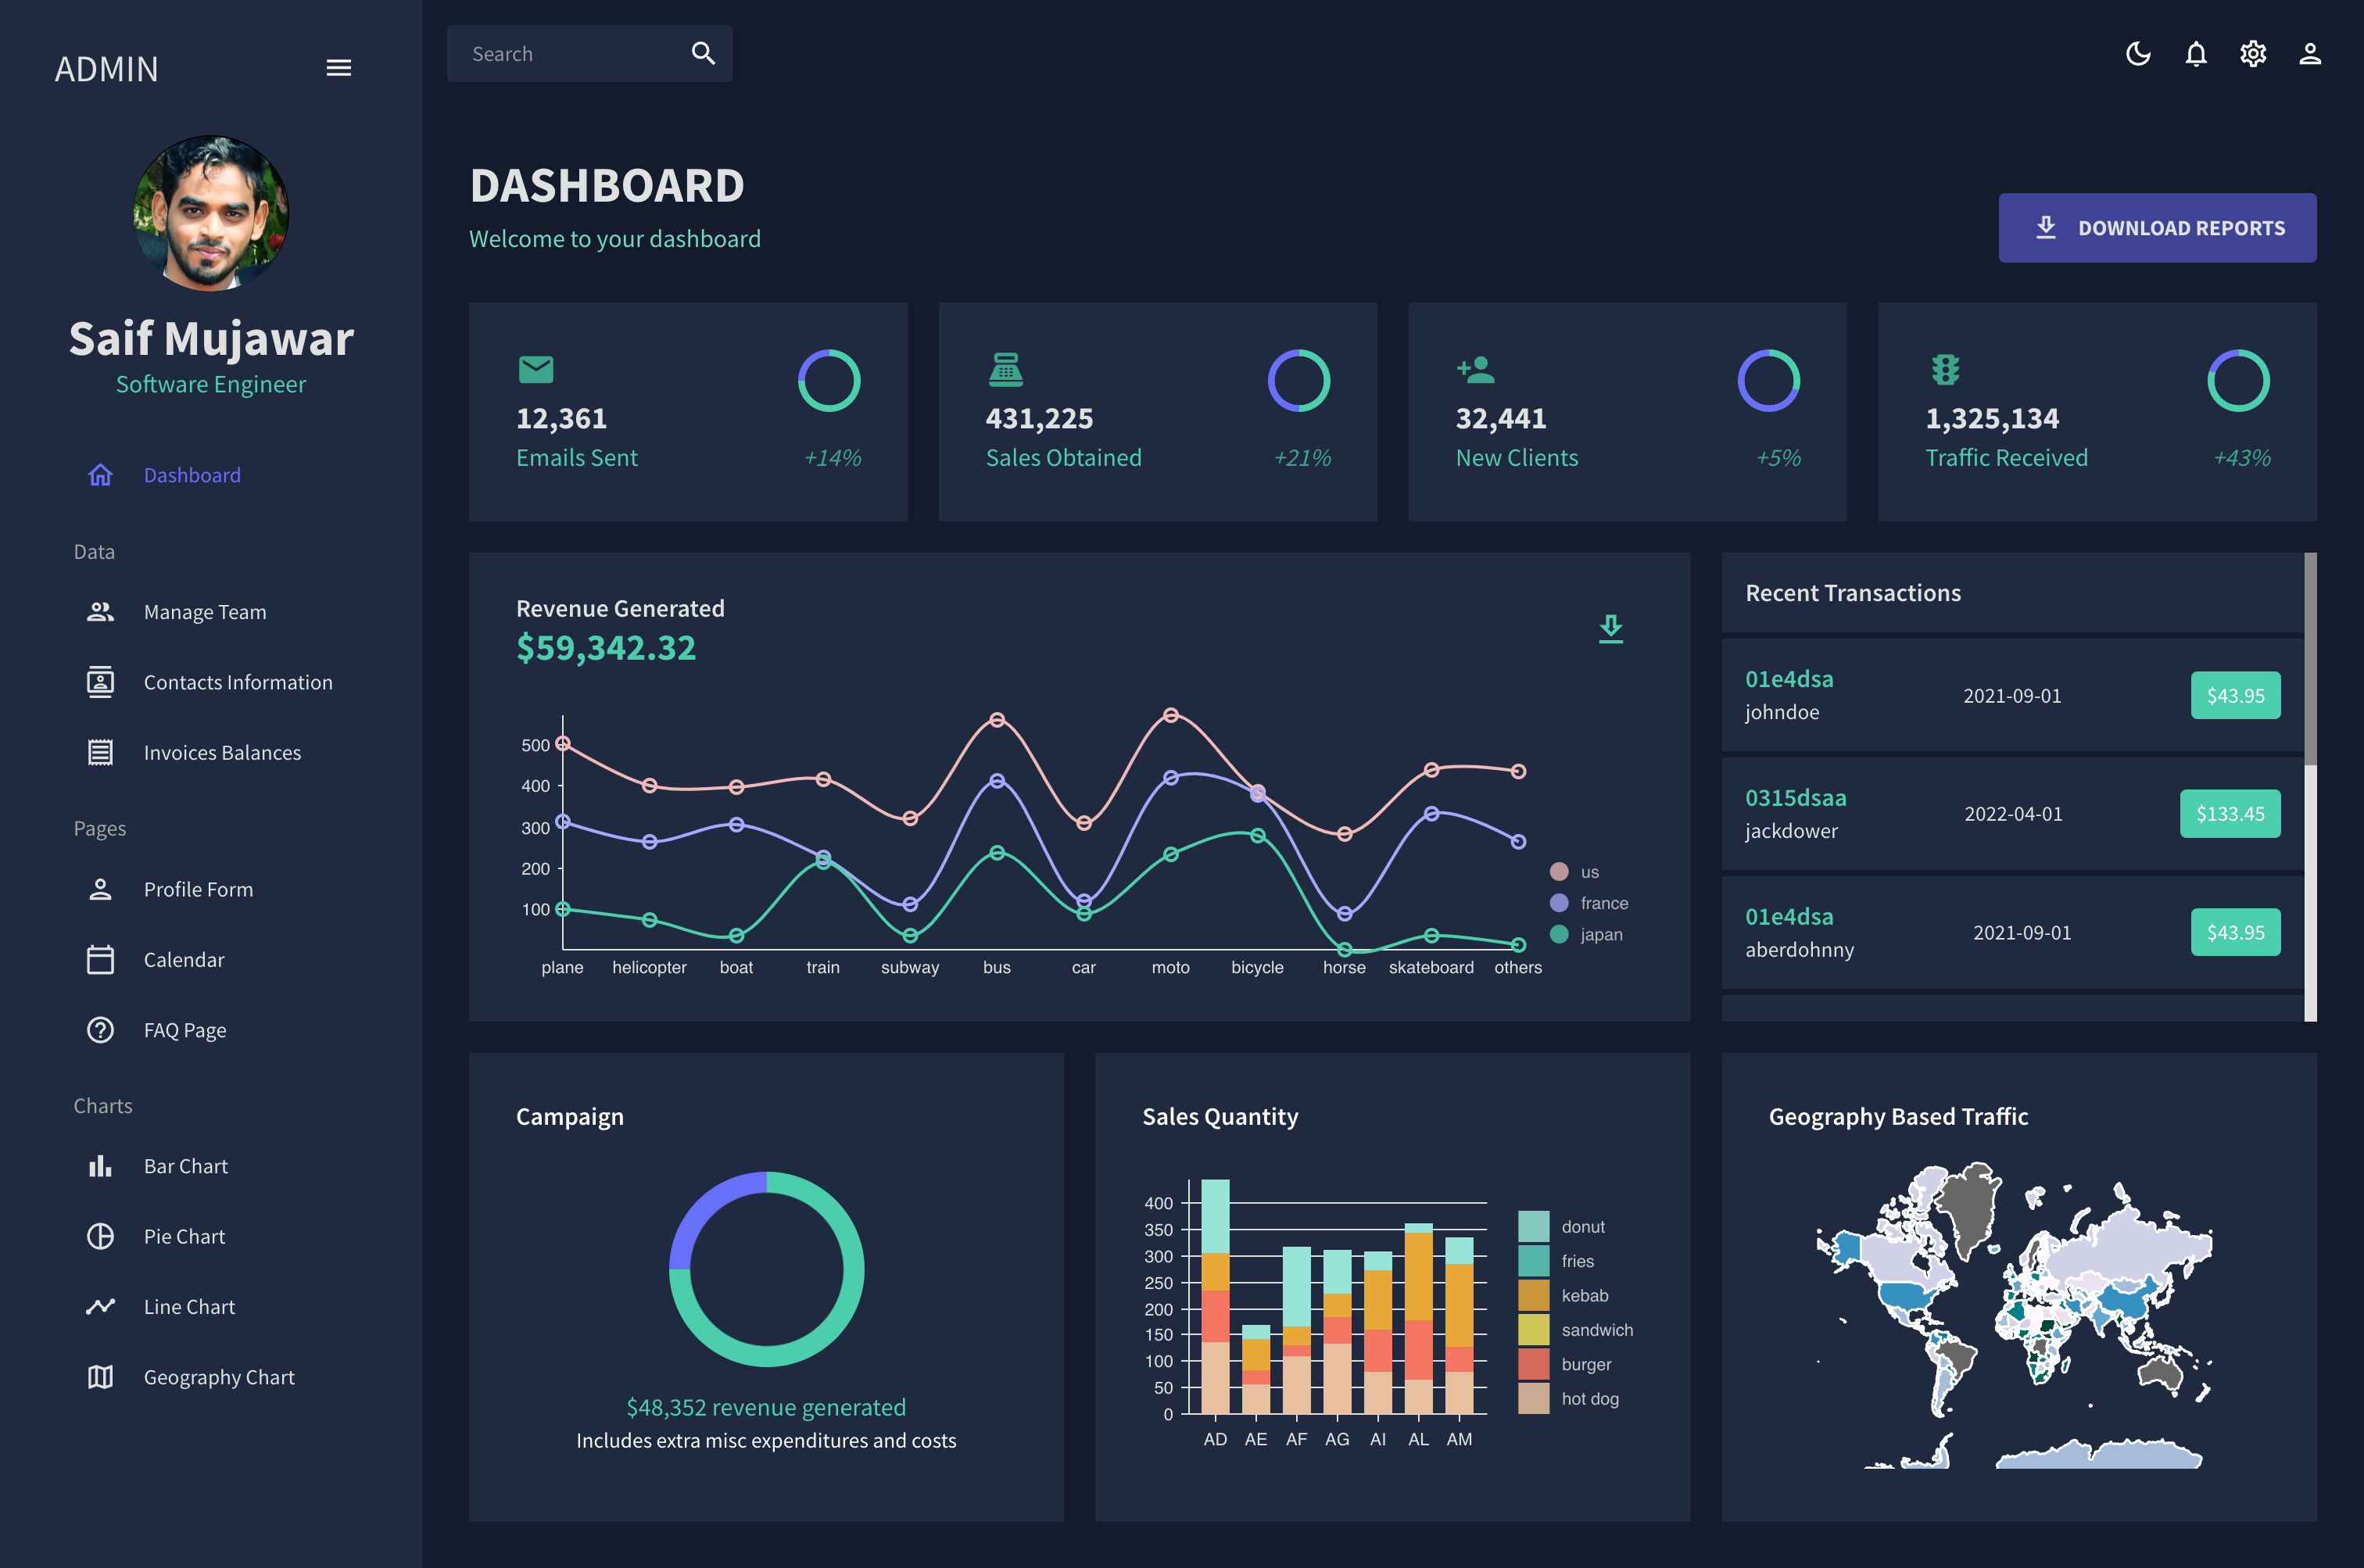 ADMIN
Search
Saif Mujawar
Software Engineer
Dashboard
Data
Manage Team
Contacts Information
Invoices Balances
Pages
Profile Form
Calendar
FAQ Page
Charts
Bar Chart
Pie Chart
Line Chart
Geography Chart
DASHBOARD
Welcome to your dashboard
DOWNLOAD REPORTS
12,361
Emails Sent
+14%
431,225
Sales Obtained
+21%
32,441
New Clients
+5%
1,325,134
Traffic Received
+43%
Revenue Generated
$59,342.32
500
400
300
200
100
plane helicopter boat train subway bus car moto bicycle horse skateboard others
us
france
japan
Recent Transactions
01e4dsa
johndoe
2021-09-01
$43.95
0315dsaa
jackdower
2022-04-01
$133.45
01e4dsa
aberdohnny
2021-09-01
$43.95
Campaign
$48,352 revenue generated
Includes extra misc expenditures and costs
Sales Quantity
400
350
300
250
200
150
100
50
0
AD AE AF AG AI AL AM
donut
fries
kebab
sandwich
burger
hot dog
Geography Based Traffic